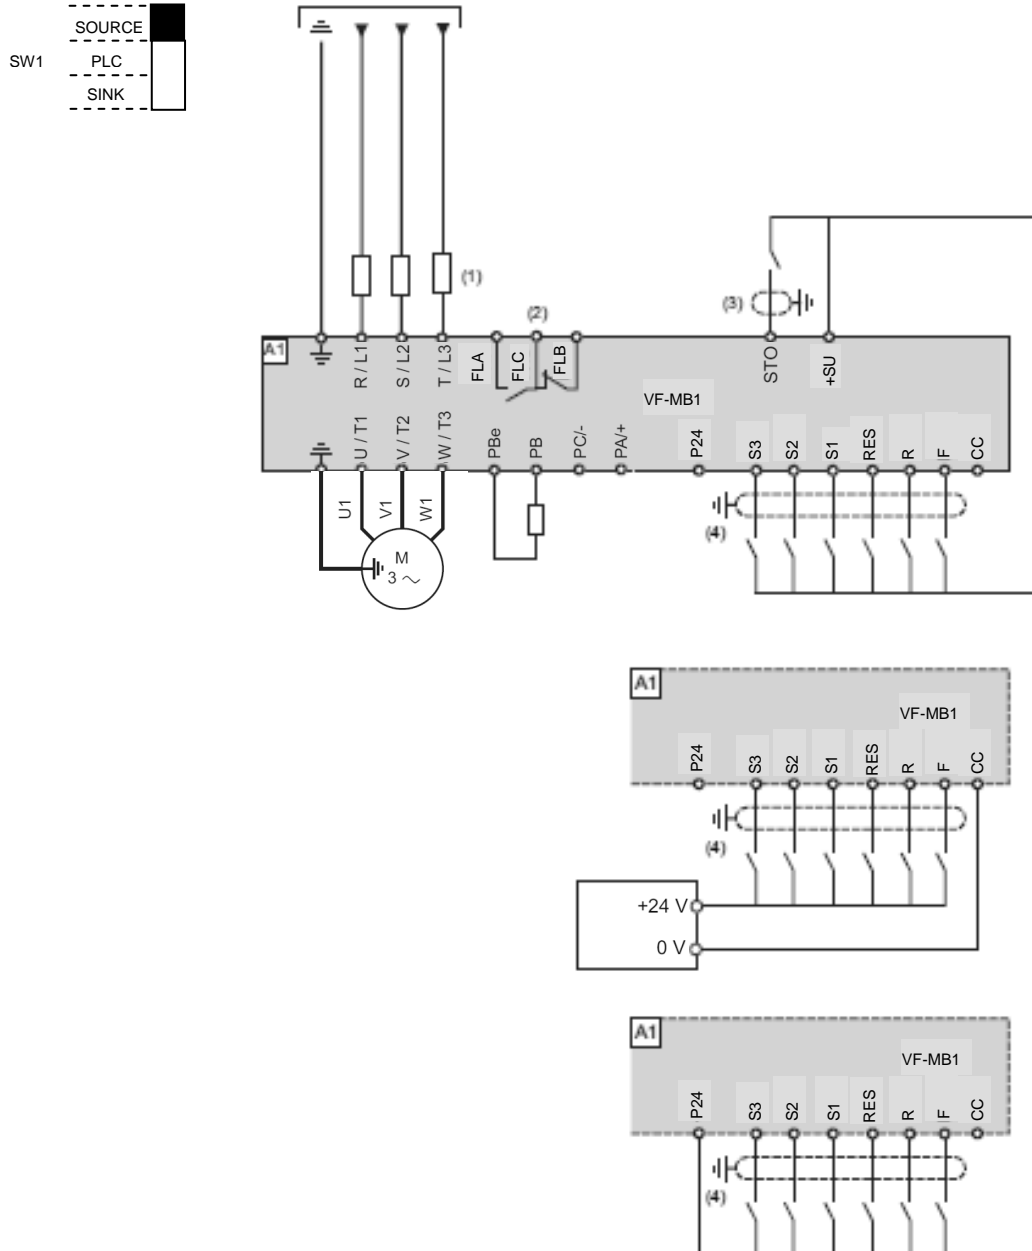 SOURCE
SW1 PLC
SINK
(1)
(2)
(3)
A1
R / L1
S / L2
T / L3
FLA
FLC
FLB
STO
+SU
VF-MB1
U / T1
V / T2
W / T3
PBe
PB
PC/-
PA/+
P24
S3
S2
S1
RES
R
F
CC
U1
V1
W1
(4)
M
3 ~
A1
VF-MB1
P24
S3
S2
S1
RES
R
F
CC
(4)
+24 V
0 V
A1
VF-MB1
P24
S3
S2
S1
RES
R
F
CC
(4)